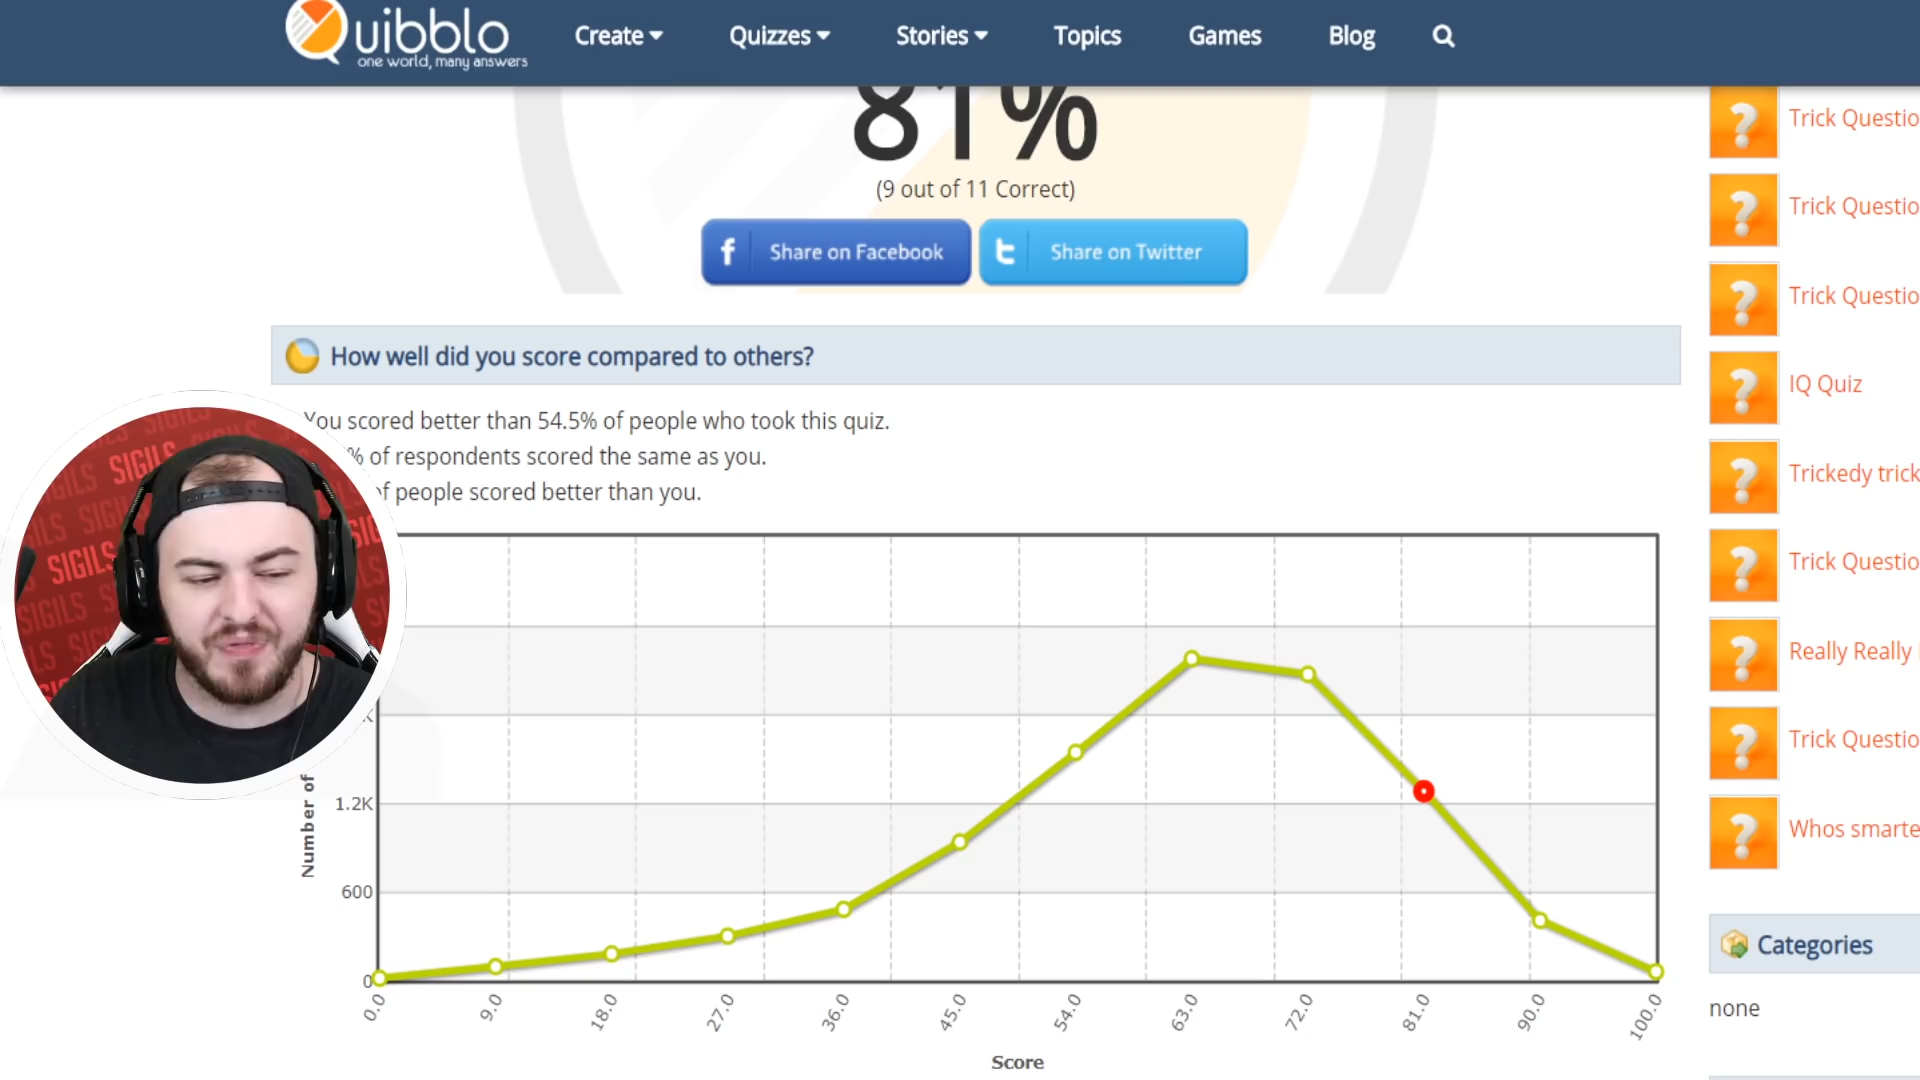 Quibblo
one world, many answers
Create
Quizzes
Stories
Topics
Games
Blog
81%
(9 out of 11 Correct)
Share on Facebook
Share on Twitter
How well did you score compared to others?
You scored better than 54.5% of people who took this quiz.
% of respondents scored the same as you.
of people scored better than you.
SIGILS
SIGILS
Number of
1.2K
600
0
0.0
9.0
18.0
27.0
36.0
45.0
54.0
63.0
72.0
81.0
90.0
100.0
Score
Trick Questio
Trick Questio
Trick Questio
IQ Quiz
Trickedy trick
Trick Questio
Really Really
Trick Questio
Whos smarte
Categories
none